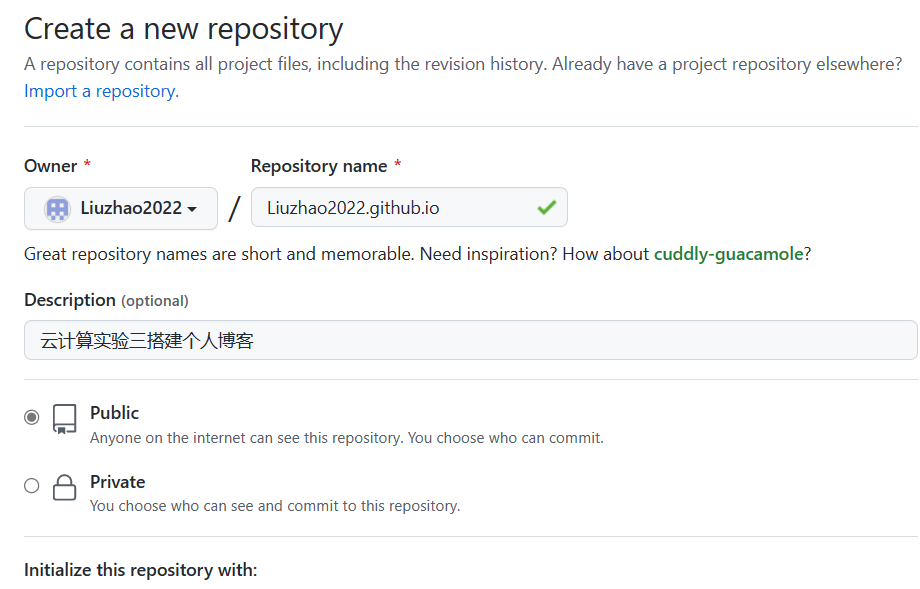 Create a new repository
A repository contains all project files, including the revision history. Already have a project repository elsewhere?
Import a repository.
Owner * Repository name *
Liuzhao2022 / Liuzhao2022.github.io
Great repository names are short and memorable. Need inspiration? How about cuddly-guacamole?
Description (optional)
云计算实验三搭建个人博客
Public
Anyone on the internet can see this repository. You choose who can commit.
Private
You choose who can see and commit to this repository.
Initialize this repository with: